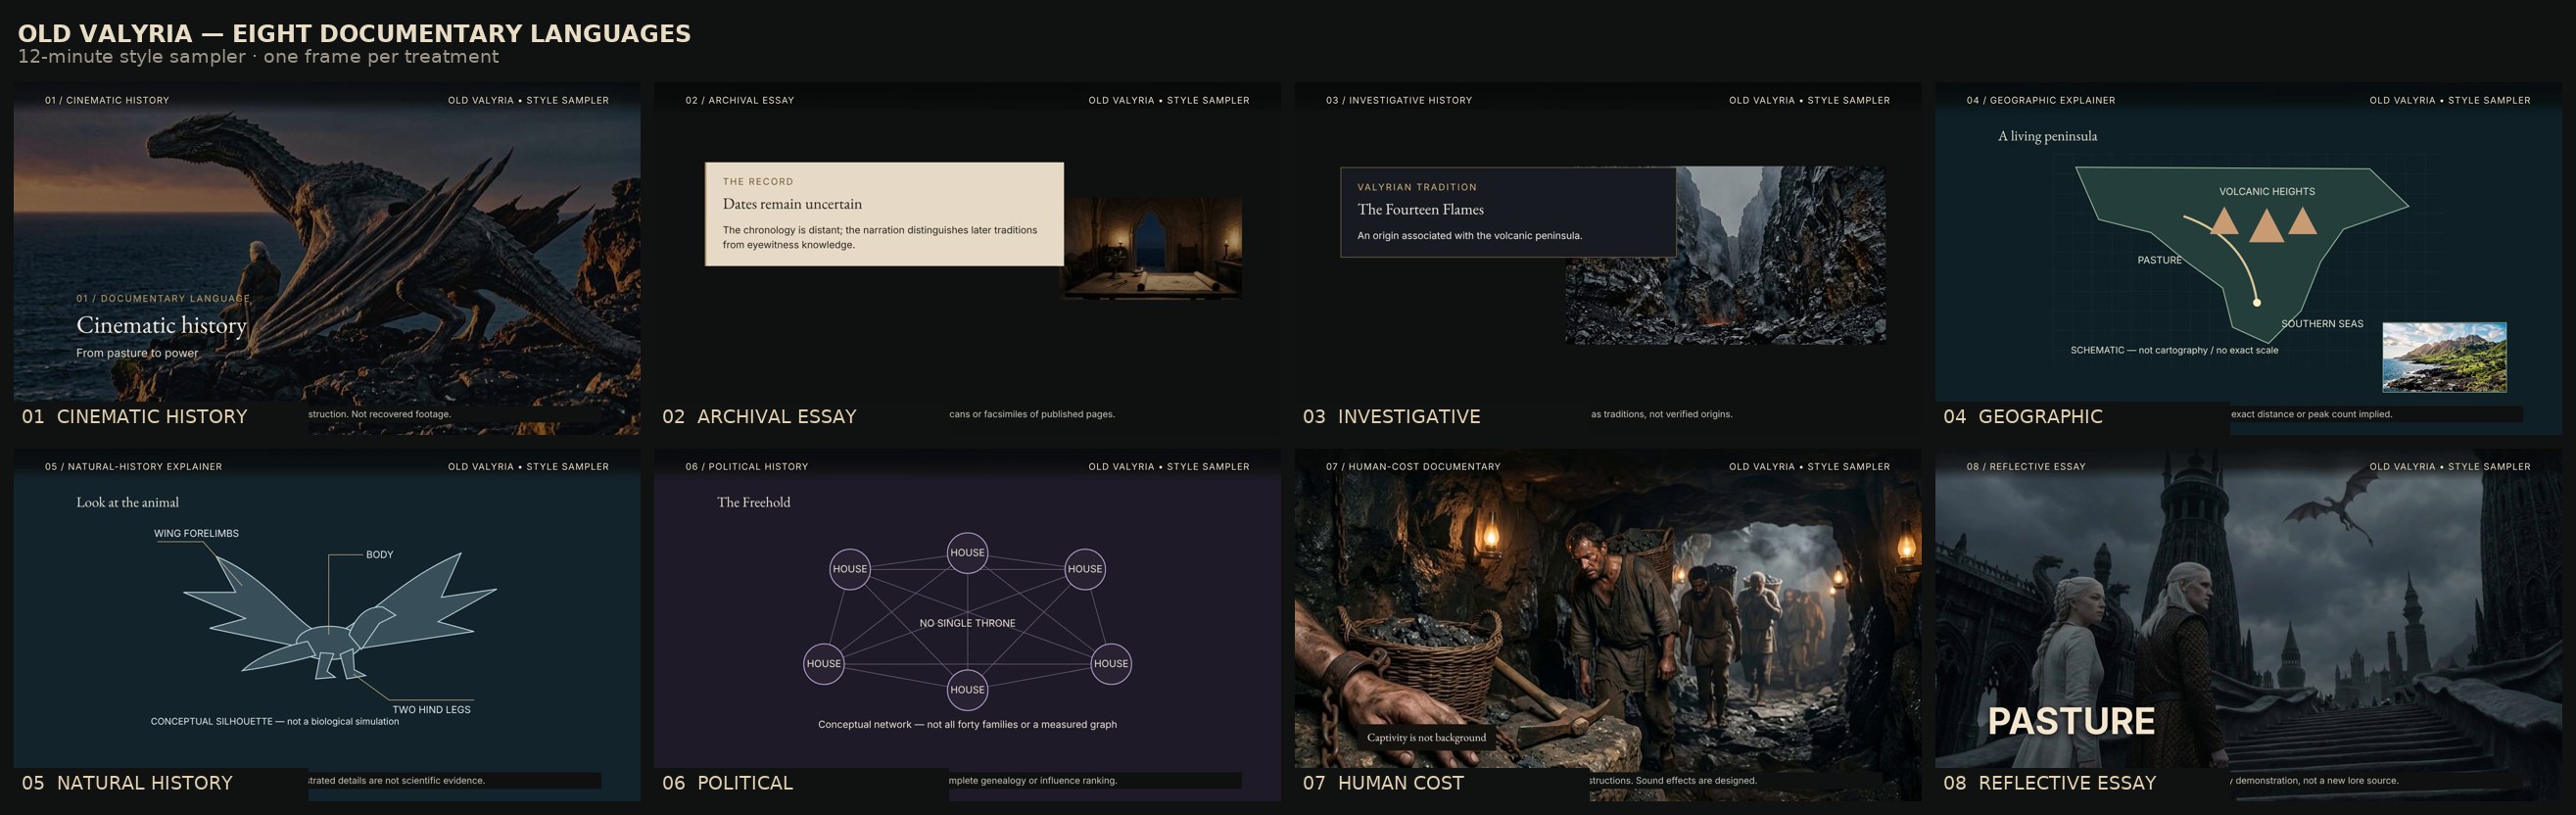 OLD VALYRIA — EIGHT DOCUMENTARY LANGUAGES
12-minute style sampler · one frame per treatment
01 / CINEMATIC HISTORY
OLD VALYRIA • STYLE SAMPLER
01 / DOCUMENTARY LANGUAGE
Cinematic history
From pasture to power
struction. Not recovered footage.
01 CINEMATIC HISTORY
02 / ARCHIVAL ESSAY
OLD VALYRIA • STYLE SAMPLER
THE RECORD
Dates remain uncertain
The chronology is distant; the narration distinguishes later traditions
from eyewitness knowledge.
cans or facsimiles of published pages.
02 ARCHIVAL ESSAY
03 / INVESTIGATIVE HISTORY
OLD VALYRIA • STYLE SAMPLER
VALYRIAN TRADITION
The Fourteen Flames
An origin associated with the volcanic peninsula.
as traditions, not verified origins.
03 INVESTIGATIVE
04 / GEOGRAPHIC EXPLAINER
OLD VALYRIA • STYLE SAMPLER
A living peninsula
VOLCANIC HEIGHTS
PASTURE
SOUTHERN SEAS
SCHEMATIC — not cartography / no exact scale
exact distance or peak count implied.
04 GEOGRAPHIC
05 / NATURAL-HISTORY EXPLAINER
OLD VALYRIA • STYLE SAMPLER
Look at the animal
WING FORELIMBS
BODY
TWO HIND LEGS
CONCEPTUAL SILHOUETTE — not a biological simulation
strated details are not scientific evidence.
05 NATURAL HISTORY
06 / POLITICAL HISTORY
OLD VALYRIA • STYLE SAMPLER
The Freehold
HOUSE
HOUSE
HOUSE
NO SINGLE THRONE
HOUSE
HOUSE
HOUSE
Conceptual network — not all forty families or a measured graph
mplete genealogy or influence ranking.
06 POLITICAL
07 / HUMAN-COST DOCUMENTARY
OLD VALYRIA • STYLE SAMPLER
Captivity is not background
structions. Sound effects are designed.
07 HUMAN COST
08 / REFLECTIVE ESSAY
OLD VALYRIA • STYLE SAMPLER
PASTURE
y demonstration, not a new lore source.
08 REFLECTIVE ESSAY